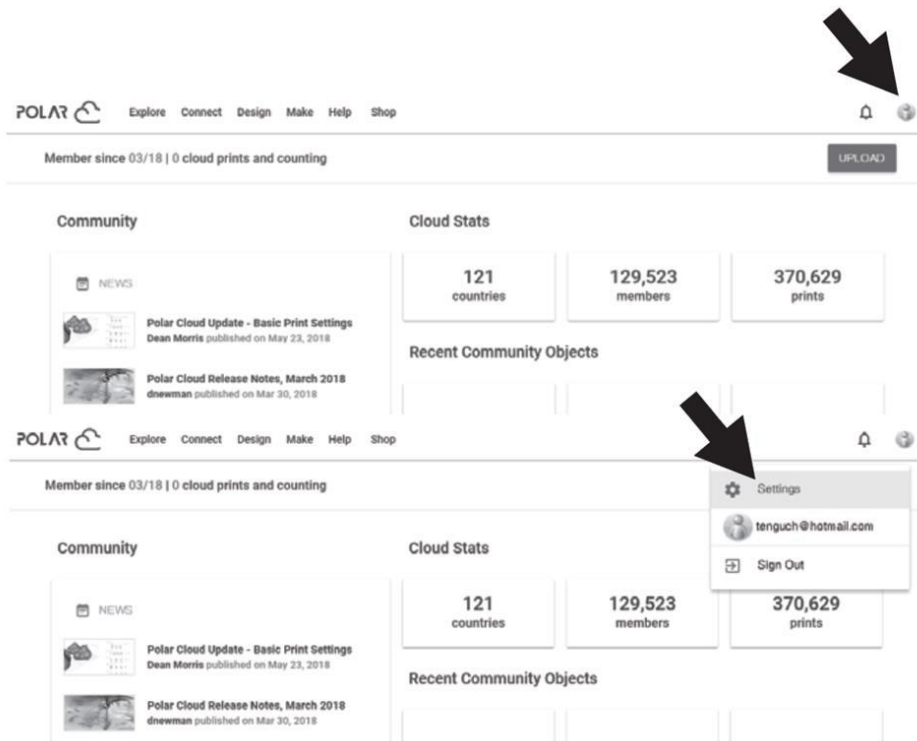 POLAR Explore Connect Design Make Help Shop
Member since 03/18 | 0 cloud prints and counting UPLOAD
Community Cloud Stats
NEWS
121 129,523 370,629
countries members prints
Polar Cloud Update - Basic Print Settings
Dean Morris published on May 23, 2018
Recent Community Objects
Polar Cloud Release Notes, March 2018
dnewman published on Mar 30, 2018
POLAR Explore Connect Design Make Help Shop
Member since 03/18 | 0 cloud prints and counting
Settings
tenguch@hotmail.com
Sign Out
Community Cloud Stats
NEWS
121 129,523 370,629
countries members prints
Polar Cloud Update - Basic Print Settings
Dean Morris published on May 23, 2018
Recent Community Objects
Polar Cloud Release Notes, March 2018
dnewman published on Mar 30, 2018